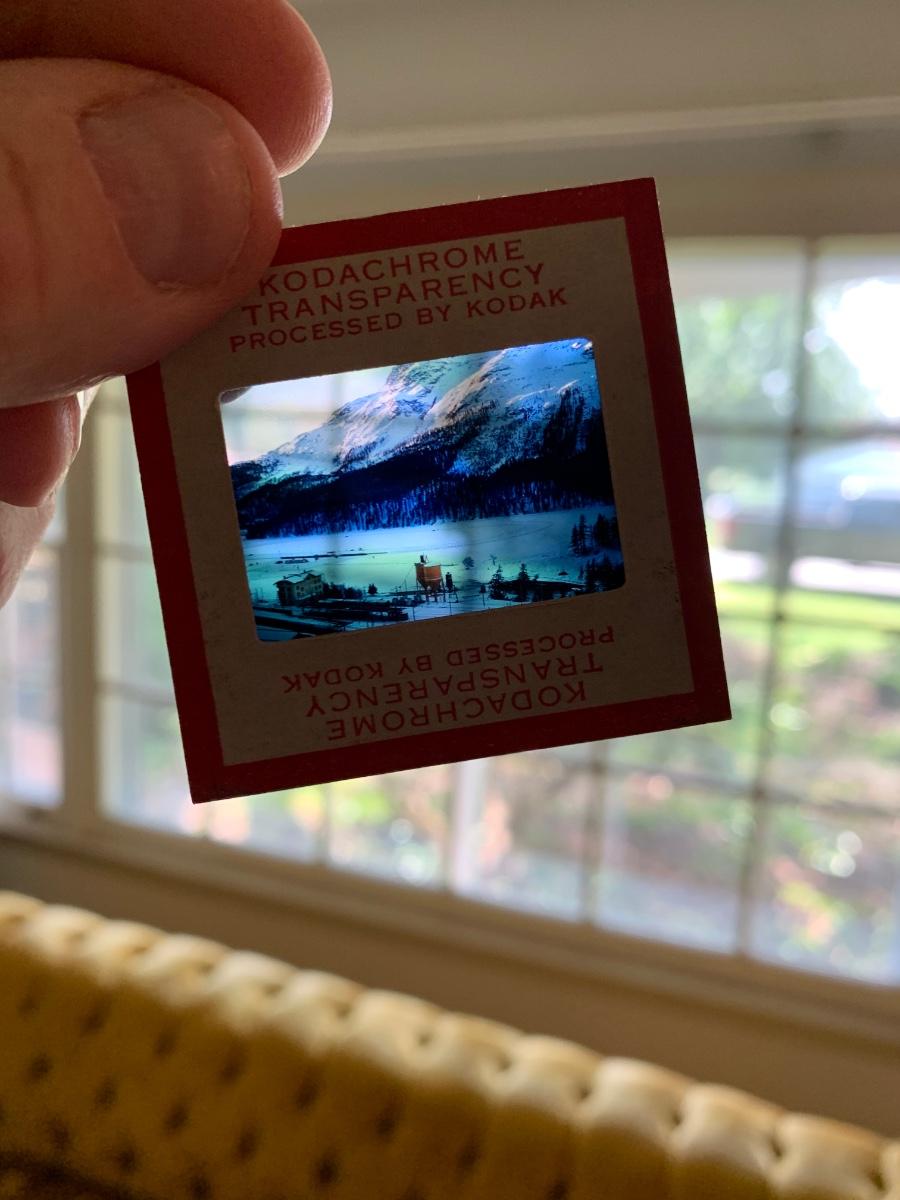 KODACHROME
TRANSPARENCY
PROCESSED BY KODAK
PROCESSED BY KODAK
TRANSPARENCY
KODACHROME